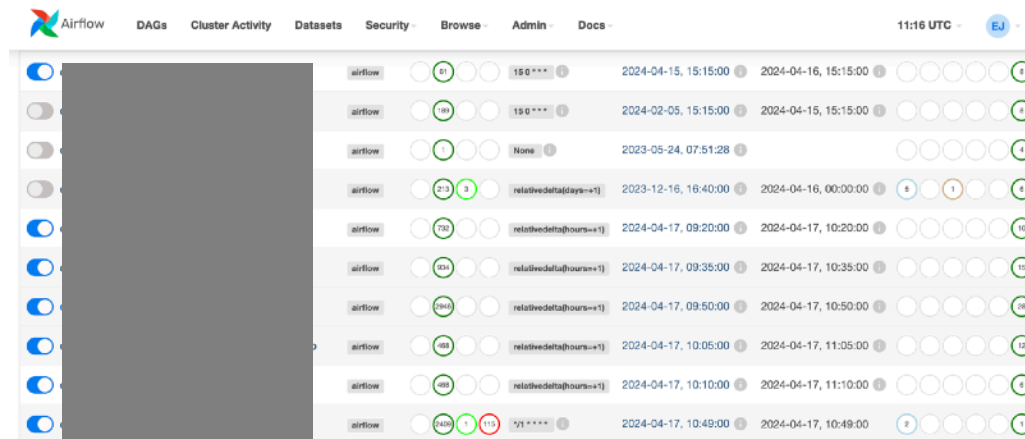 Airflow DAGs Cluster Activity Datasets Security Browse Admin Docs 11:16 UTC EJ
airflow 61 15 0 * * * 2024-04-15, 15:15:00 2024-04-16, 15:15:00
airflow 15 0 * * * 2024-02-05, 15:15:00 2024-04-15, 15:15:00
airflow 1 None 2023-05-24, 07:51:28 4
airflow 213 3 relativedelta(days=+1) 2023-12-16, 16:40:00 2024-04-16, 00:00:00 1
airflow 732 relativedelta(hours=+1) 2024-04-17, 09:20:00 2024-04-17, 10:20:00 10
airflow 934 relativedelta(hours=+1) 2024-04-17, 09:35:00 2024-04-17, 10:35:00 15
airflow relativedelta(hours=+1) 2024-04-17, 09:50:00 2024-04-17, 10:50:00
airflow 468 relativedelta(hours=+1) 2024-04-17, 10:05:00 2024-04-17, 11:05:00 12
airflow 468 relativedelta(hours=+1) 2024-04-17, 10:10:00 2024-04-17, 11:10:00
airflow 1 115 */1 * * * * 2024-04-17, 10:49:00 2024-04-17, 10:49:00 2